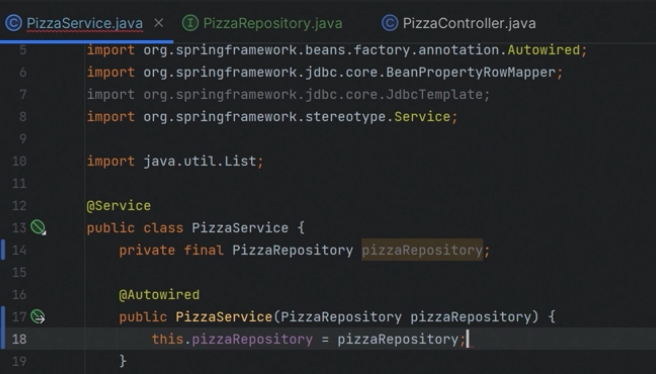 PizzaService.java PizzaRepository.java PizzaController.java
5 import org.springframework.beans.factory.annotation.Autowired;
6 import org.springframework.jdbc.core.BeanPropertyRowMapper;
7 import org.springframework.jdbc.core.JdbcTemplate;
8 import org.springframework.stereotype.Service;
9
10 import java.util.List;
11
12 @Service
13 public class PizzaService {
14 private final PizzaRepository pizzaRepository;
15
16 @Autowired
17 public PizzaService(PizzaRepository pizzaRepository) {
18 this.pizzaRepository = pizzaRepository;
19 }